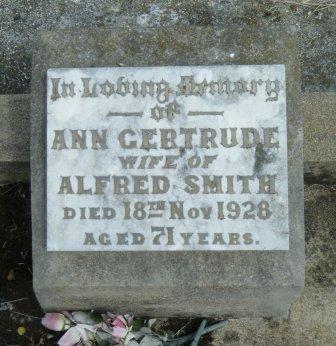 In Loving Memory
of
ANN GERTRUDE
WIFE OF
ALFRED SMITH
DIED 18TH NOV 1928
AGED 71 YEARS.